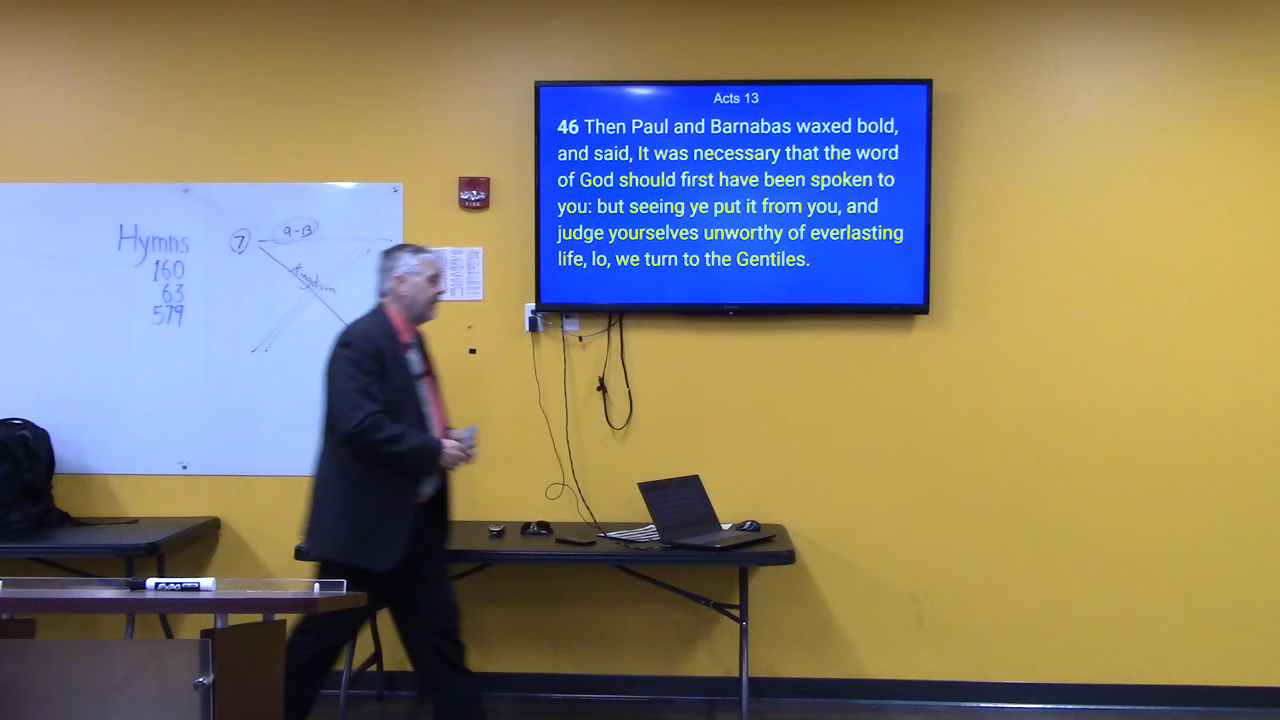 Acts 13
46 Then Paul and Barnabas waxed bold,
and said, It was necessary that the word
of God should first have been spoken to
you: but seeing ye put it from you, and
judge yourselves unworthy of everlasting
life, lo, we turn to the Gentiles.
Hymns
160
63
579
7
9-13
Kingdom
FIRE
EXPO